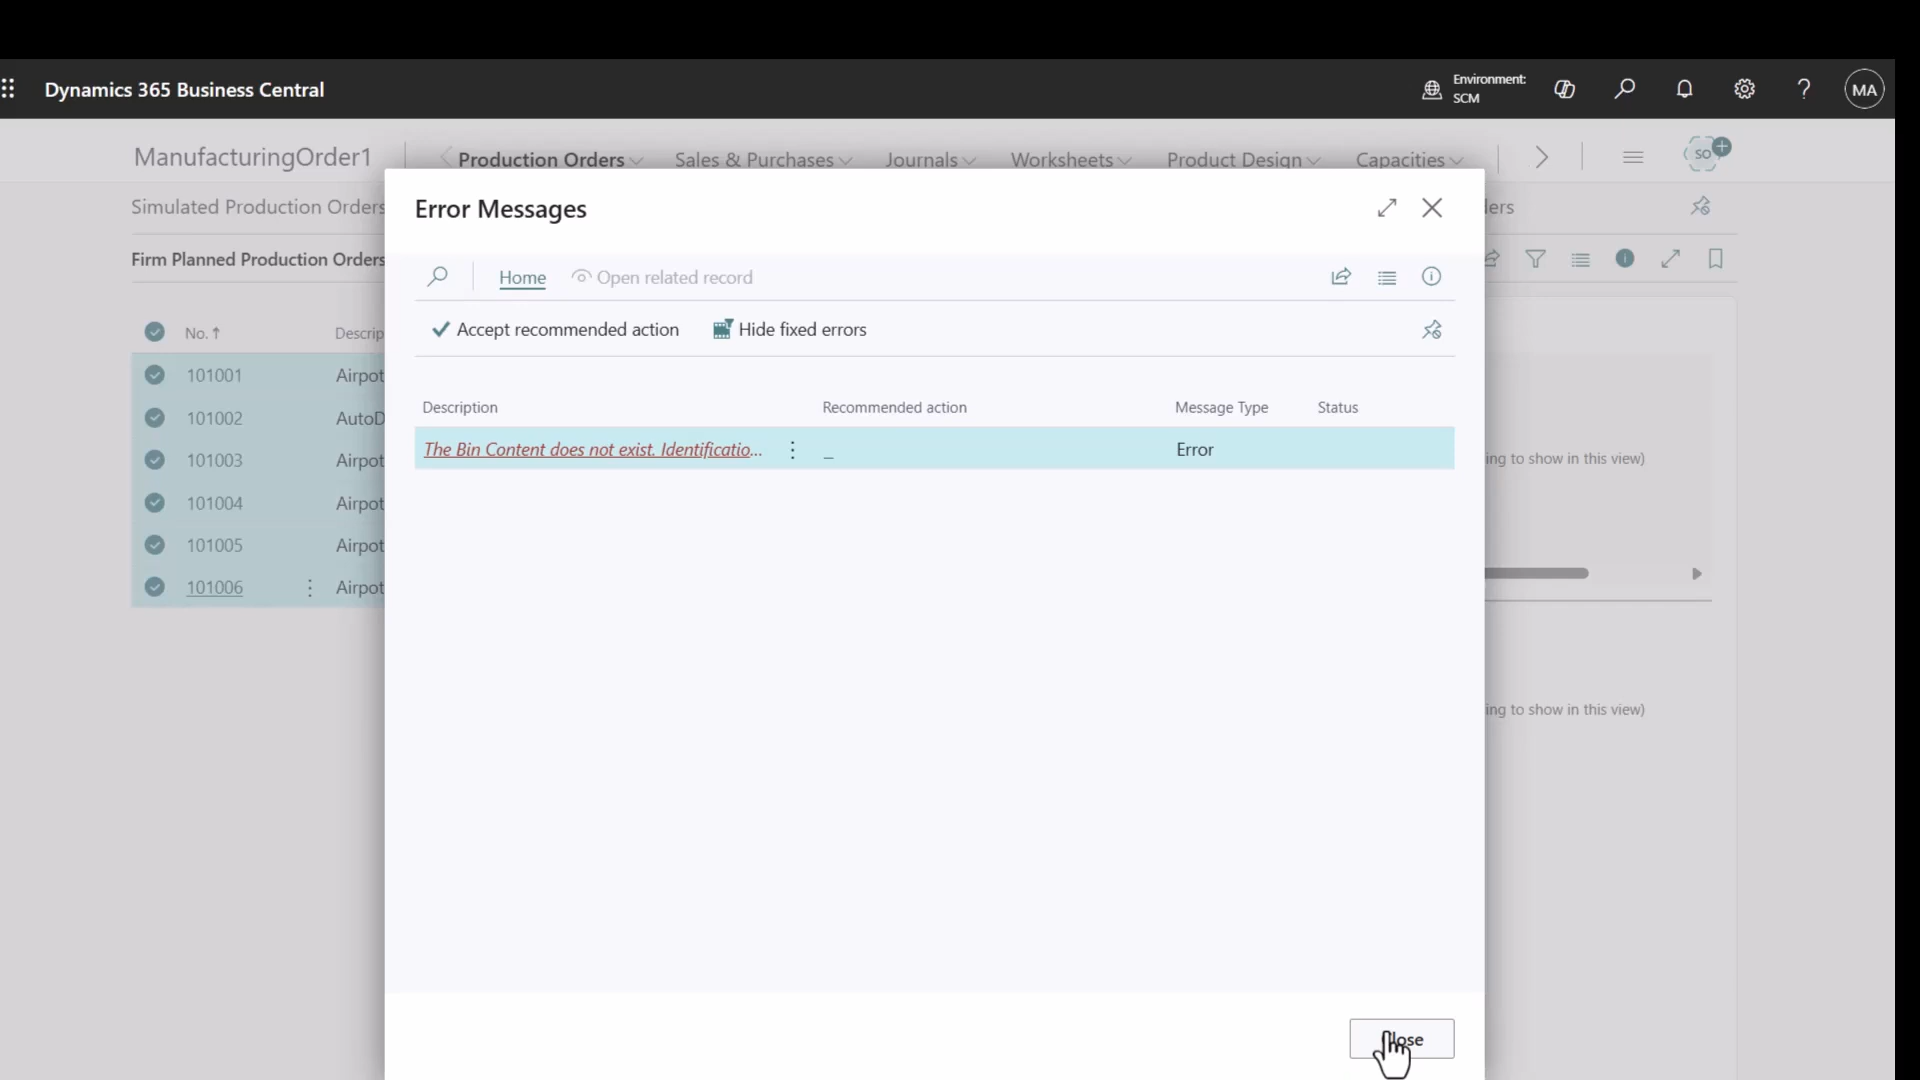 Dynamics 365 Business Central
Environment:
SCM
MA
ManufacturingOrder1
Production Orders
Sales & Purchases
Journals
Worksheets
Product Design
Capacities
SO
Simulated Production Orders
Error Messages
Firm Planned Production Orders
Home
Open related record
Accept recommended action
Hide fixed errors
No. ↑
Descrip
Description
Recommended action
Message Type
Status
101001
Airpot
The Bin Content does not exist. Identificatio...
_
Error
101002
AutoD
101003
Airpot
ing to show in this view)
101004
Airpot
101005
Airpot
101006
Airpot
ing to show in this view)